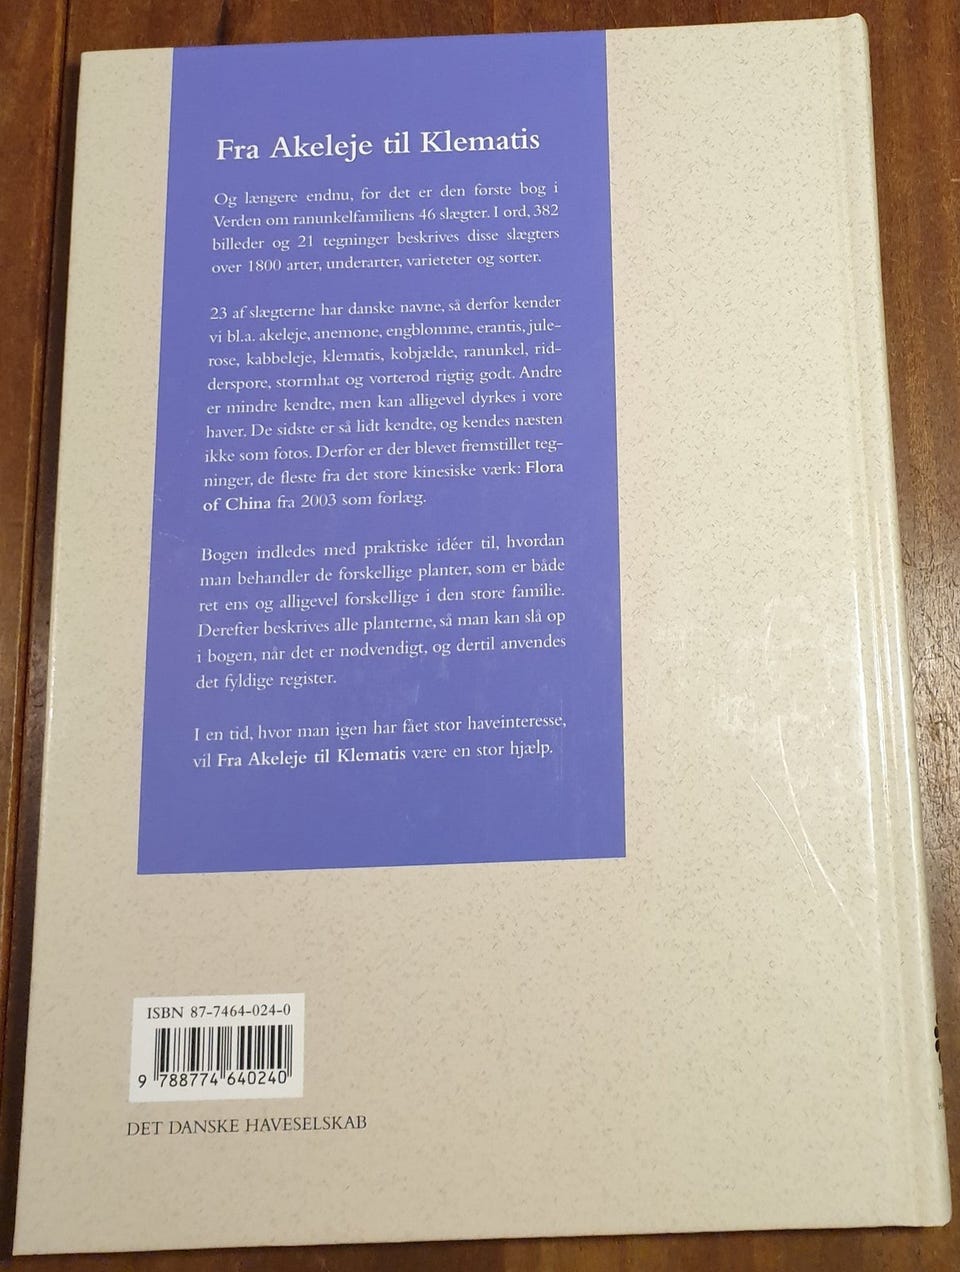 Fra Akeleje til Klematis
Og længere endnu, for det er den første bog i
Verden om ranunkelfamiliens 46 slægter. I ord, 382
billeder og 21 tegninger beskrives disse slægters
over 1800 arter, underarter, varieteter og sorter.
23 af slægterne har danske navne, så derfor kender
vi bl.a. akeleje, anemone, engblomme, erantis, jule-
rose, kabbeleje, klematis, kobjælde, ranunkel, rid-
derspore, stormhat og vorterod rigtig godt. Andre
er mindre kendte, men kan alligevel dyrkes i vore
haver. De sidste er så lidt kendte, og kendes næsten
ikke som fotos. Derfor er der blevet fremstillet teg-
ninger, de fleste fra det store kinesiske værk: Flora
of China fra 2003 som forlæg.
Bogen indledes med praktiske idéer til, hvordan
man behandler de forskellige planter, som er både
ret ens og alligevel forskellige i den store familie.
Derefter beskrives alle planterne, så man kan slå op
i bogen, når det er nødvendigt, og dertil anvendes
det fyldige register.
I en tid, hvor man igen har fået stor haveinteresse,
vil Fra Akeleje til Klematis være en stor hjælp.
ISBN 87-7464-024-0
9 788774 640240
DET DANSKE HAVESELSKAB